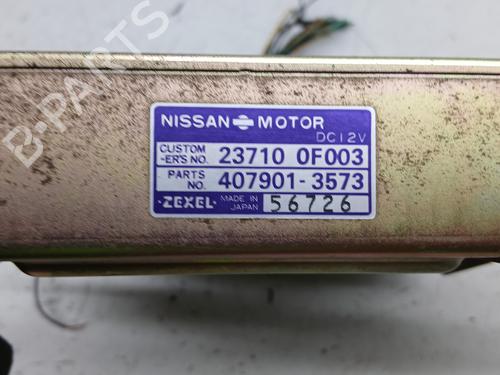 B-PARTS
NISSAN MOTOR
DC12V
CUSTOM
-ER'S NO. 23710 0F003
PARTS
NO. 407901-3573
·ZEXEL· MADE IN
JAPAN 56726